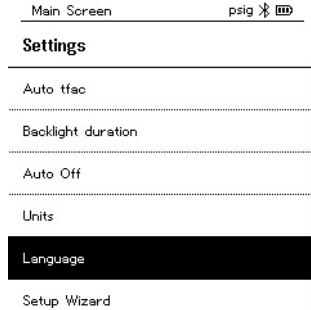 Main Screen psig
Settings
Auto tfac
Backlight duration
Auto Off
Units
Language
Setup Wizard